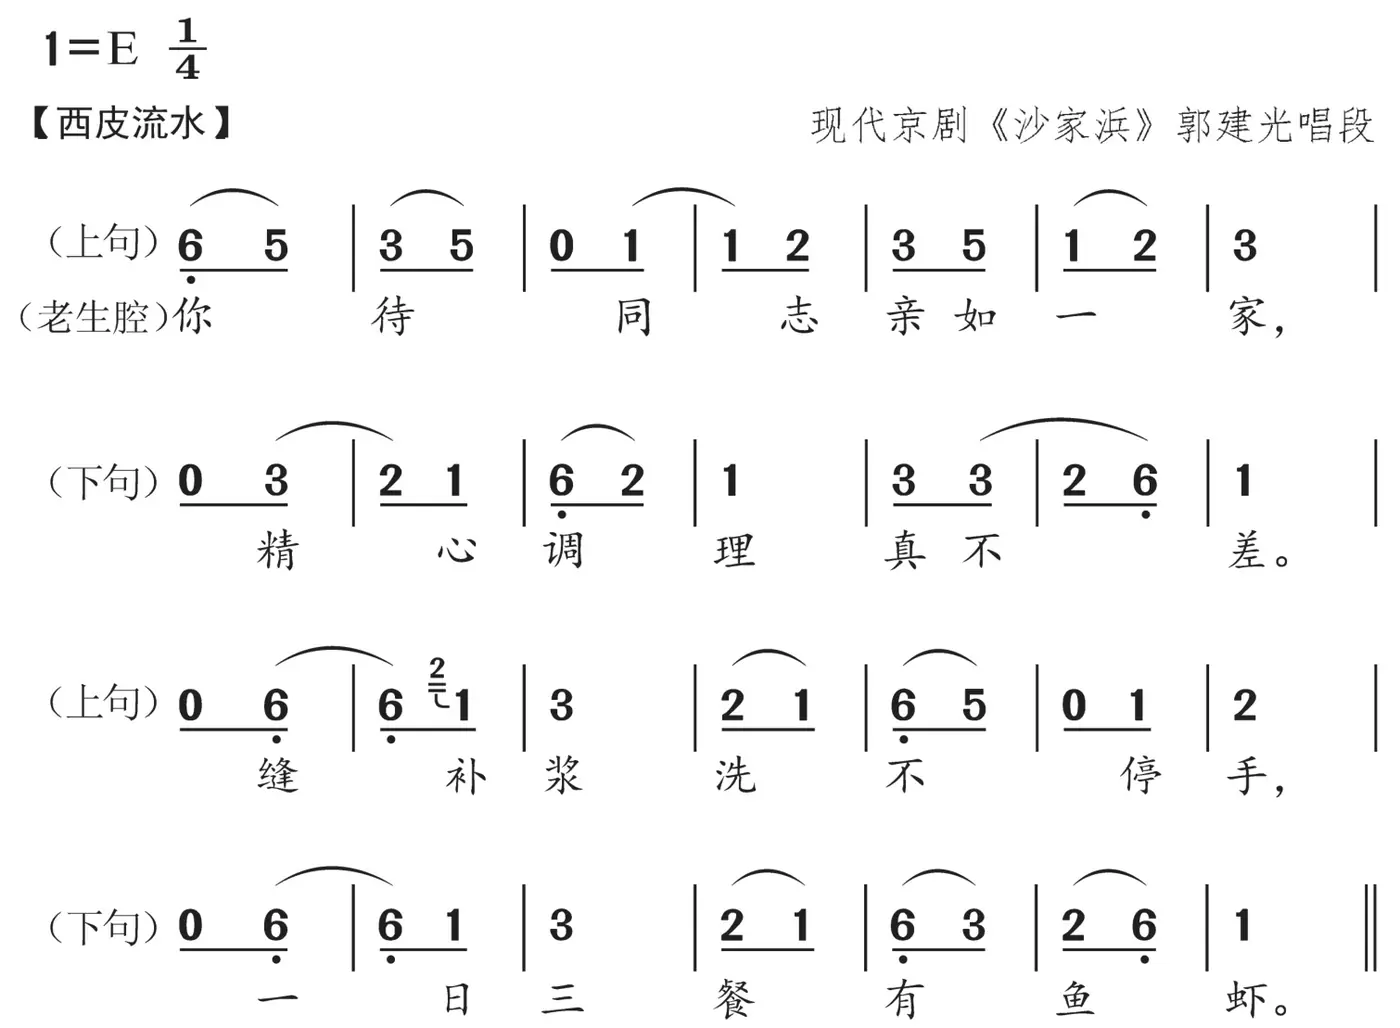 1=E 1/4
【西皮流水】 现代京剧《沙家浜》郭建光唱段
(上句) 6 5 | 3 5 | 0 1 | 1 2 | 3 5 | 1 2 | 3 |
(老生腔)你 待 同 志 亲 如 一 家，
(下句) 0 3 | 2 1 | 6 2 | 1 | 3 3 | 2 6 | 1 |
精 心 调 理 真 不 差。
2
(上句) 0 6 | 6 1 | 3 | 2 1 | 6 5 | 0 1 | 2 |
缝 补 浆 洗 不 停 手，
(下句) 0 6 | 6 1 | 3 | 2 1 | 6 3 | 2 6 | 1 ‖
一 日 三 餐 有 鱼 虾。